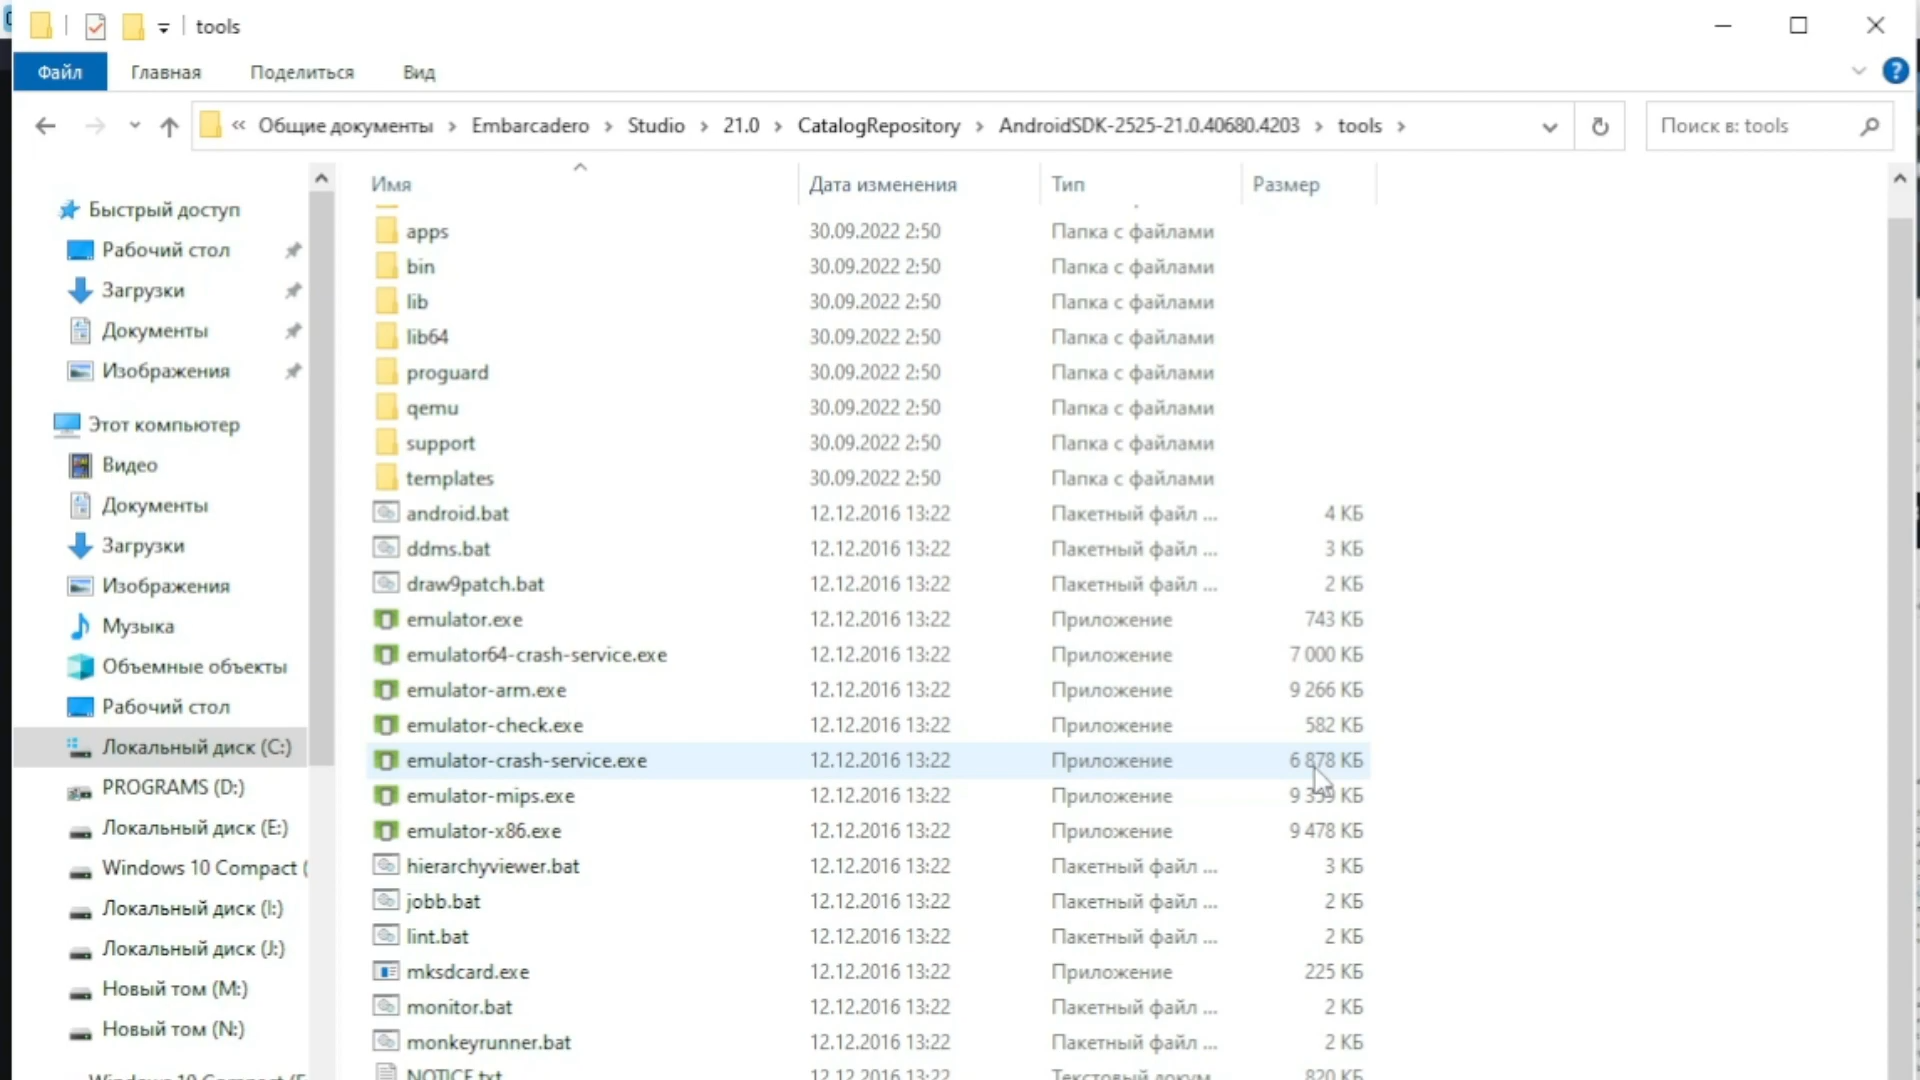 tools
Файл Главная Поделиться Вид
« Общие документы › Embarcadero › Studio › 21.0 › CatalogRepository › AndroidSDK-2525-21.0.40680.4203 › tools › Поиск в: tools
Имя Дата изменения Тип Размер
Быстрый доступ
Рабочий стол
Загрузки
Документы
Изображения
Этот компьютер
Видео
Документы
Загрузки
Изображения
Музыка
Объемные объекты
Рабочий стол
Локальный диск (C:)
PROGRAMS (D:)
Локальный диск (E:)
Windows 10 Compact (
Локальный диск (I:)
Локальный диск (J:)
Новый том (M:)
Новый том (N:)
apps 30.09.2022 2:50 Папка с файлами
bin 30.09.2022 2:50 Папка с файлами
lib 30.09.2022 2:50 Папка с файлами
lib64 30.09.2022 2:50 Папка с файлами
proguard 30.09.2022 2:50 Папка с файлами
qemu 30.09.2022 2:50 Папка с файлами
support 30.09.2022 2:50 Папка с файлами
templates 30.09.2022 2:50 Папка с файлами
android.bat 12.12.2016 13:22 Пакетный файл ... 4 КБ
ddms.bat 12.12.2016 13:22 Пакетный файл ... 3 КБ
draw9patch.bat 12.12.2016 13:22 Пакетный файл ... 2 КБ
emulator.exe 12.12.2016 13:22 Приложение 743 КБ
emulator64-crash-service.exe 12.12.2016 13:22 Приложение 7 000 КБ
emulator-arm.exe 12.12.2016 13:22 Приложение 9 266 КБ
emulator-check.exe 12.12.2016 13:22 Приложение 582 КБ
emulator-crash-service.exe 12.12.2016 13:22 Приложение 6 878 КБ
emulator-mips.exe 12.12.2016 13:22 Приложение КБ
emulator-x86.exe 12.12.2016 13:22 Приложение 9 478 КБ
hierarchyviewer.bat 12.12.2016 13:22 Пакетный файл ... 3 КБ
jobb.bat 12.12.2016 13:22 Пакетный файл ... 2 КБ
lint.bat 12.12.2016 13:22 Пакетный файл ... 2 КБ
mksdcard.exe 12.12.2016 13:22 Приложение 225 КБ
monitor.bat 12.12.2016 13:22 Пакетный файл ... 2 КБ
monkeyrunner.bat 12.12.2016 13:22 Пакетный файл ... 2 КБ
NOTICE.txt 12.12.2016 13:22 Текстовый докум... 820 КБ